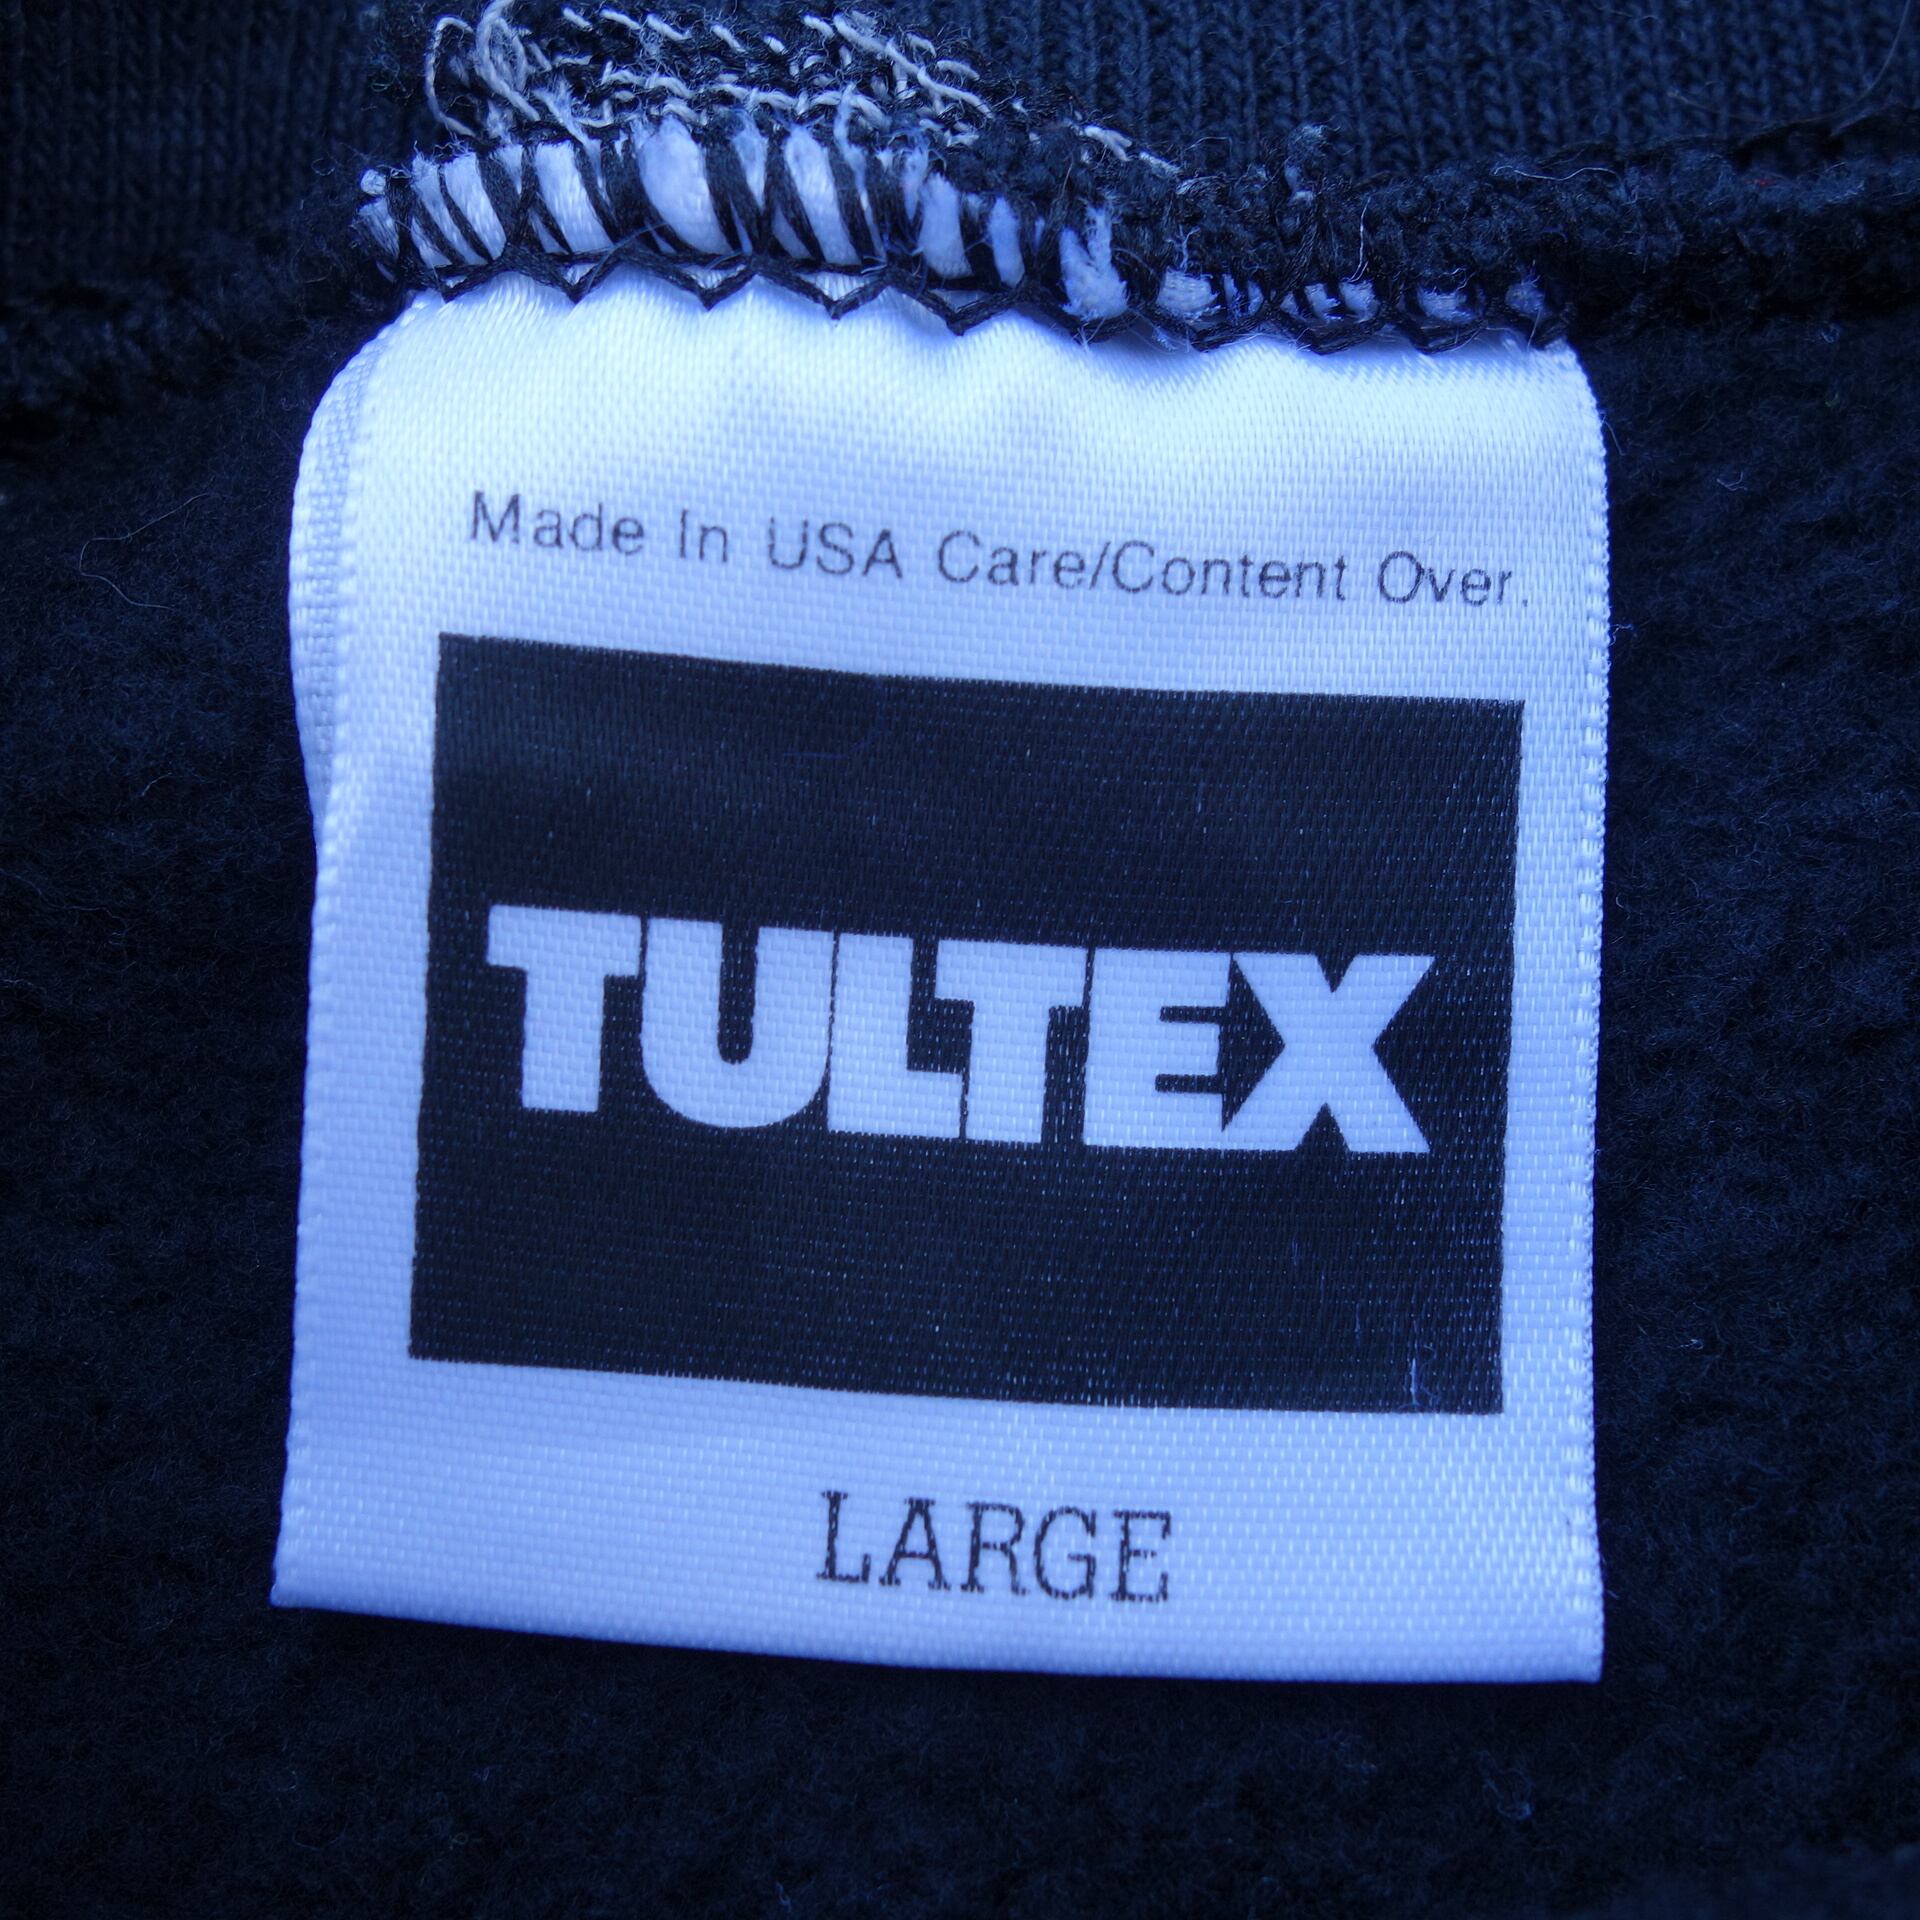 Made In USA Care/Content Over.
TULTEX
LARGE